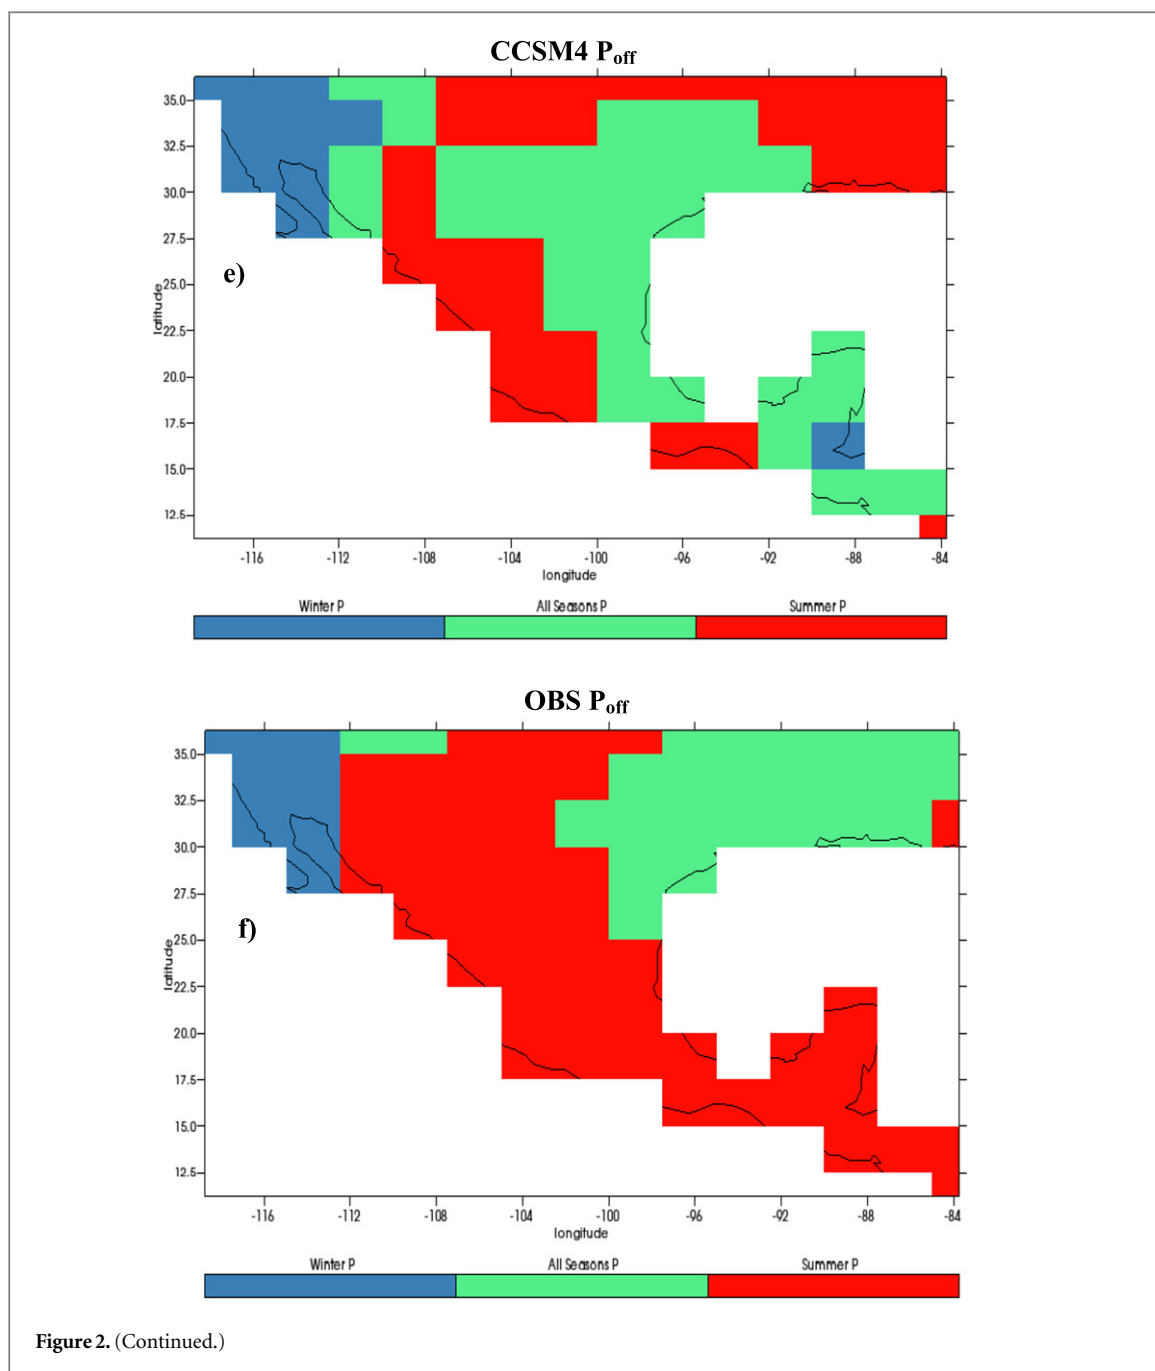 CCSM4 Poff
35.0
32.5
30.0
27.5
25.0
22.5
20.0
17.5
15.0
12.5
latitude
e)
-116 -112 -108 -104 -100 -96 -92 -88 -84
longitude
Winter P All Seasons P Summer P
OBS Poff
35.0
32.5
30.0
27.5
25.0
22.5
20.0
17.5
15.0
12.5
latitude
f)
-116 -112 -108 -104 -100 -96 -92 -88 -84
longitude
Winter P All Seasons P Summer P
Figure 2. (Continued.)